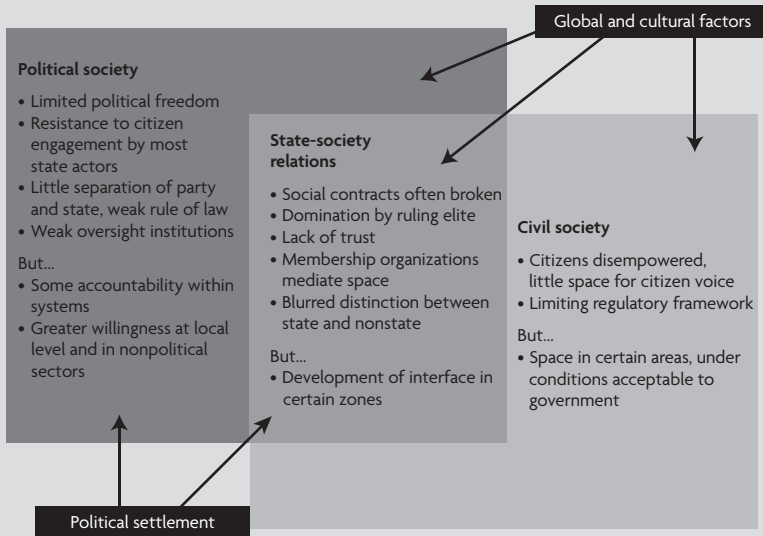 Global and cultural factors
Political society
• Limited political freedom
• Resistance to citizen
engagement by most
state actors
• Little separation of party
and state, weak rule of law
• Weak oversight institutions
But...
• Some accountability within
systems
• Greater willingness at local
level and in nonpolitical
sectors
State-society
relations
• Social contracts often broken
• Domination by ruling elite
• Lack of trust
• Membership organizations
mediate space
• Blurred distinction between
state and nonstate
But...
• Development of interface in
certain zones
Civil society
• Citizens disempowered,
little space for citizen voice
• Limiting regulatory framework
But...
• Space in certain areas, under
conditions acceptable to
government
Political settlement